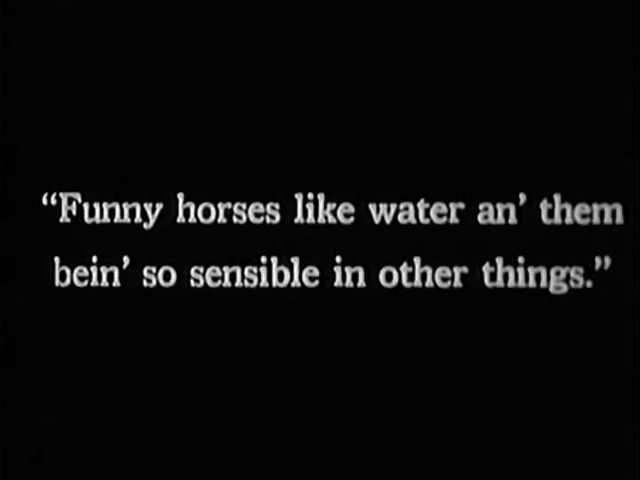 “Funny horses like water an’ them
bein’ so sensible in other things.”